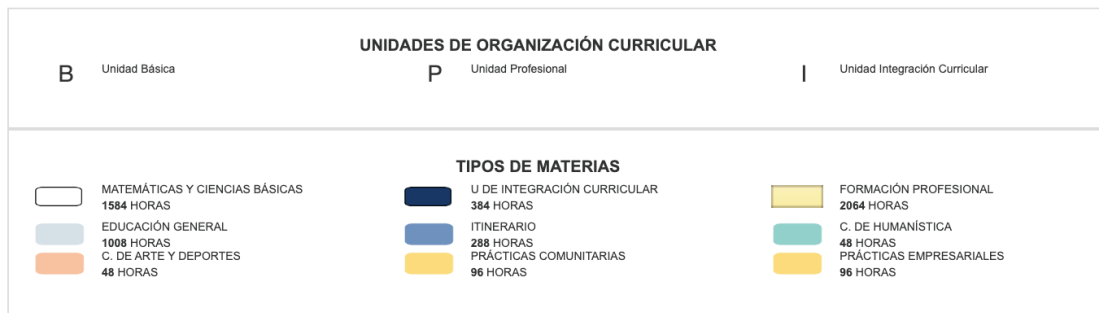 UNIDADES DE ORGANIZACIÓN CURRICULAR
B Unidad Básica
P Unidad Profesional
I Unidad Integración Curricular
TIPOS DE MATERIAS
MATEMÁTICAS Y CIENCIAS BÁSICAS
1584 HORAS
U DE INTEGRACIÓN CURRICULAR
384 HORAS
FORMACIÓN PROFESIONAL
2064 HORAS
EDUCACIÓN GENERAL
1008 HORAS
ITINERARIO
288 HORAS
C. DE HUMANÍSTICA
48 HORAS
C. DE ARTE Y DEPORTES
48 HORAS
PRÁCTICAS COMUNITARIAS
96 HORAS
PRÁCTICAS EMPRESARIALES
96 HORAS